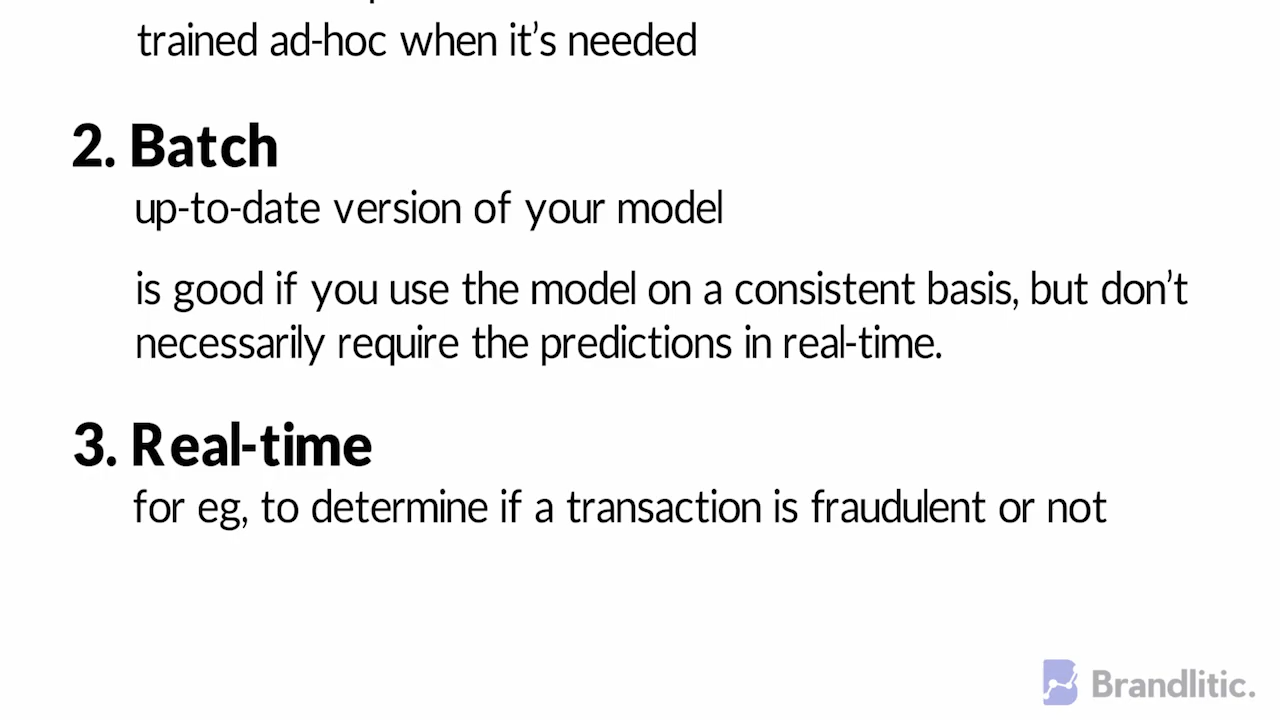 trained ad-hoc when it's needed
2. Batch
up-to-date version of your model
is good if you use the model on a consistent basis, but don't
necessarily require the predictions in real-time.
3. Real-time
for eg, to determine if a transaction is fraudulent or not
Brandlitic.